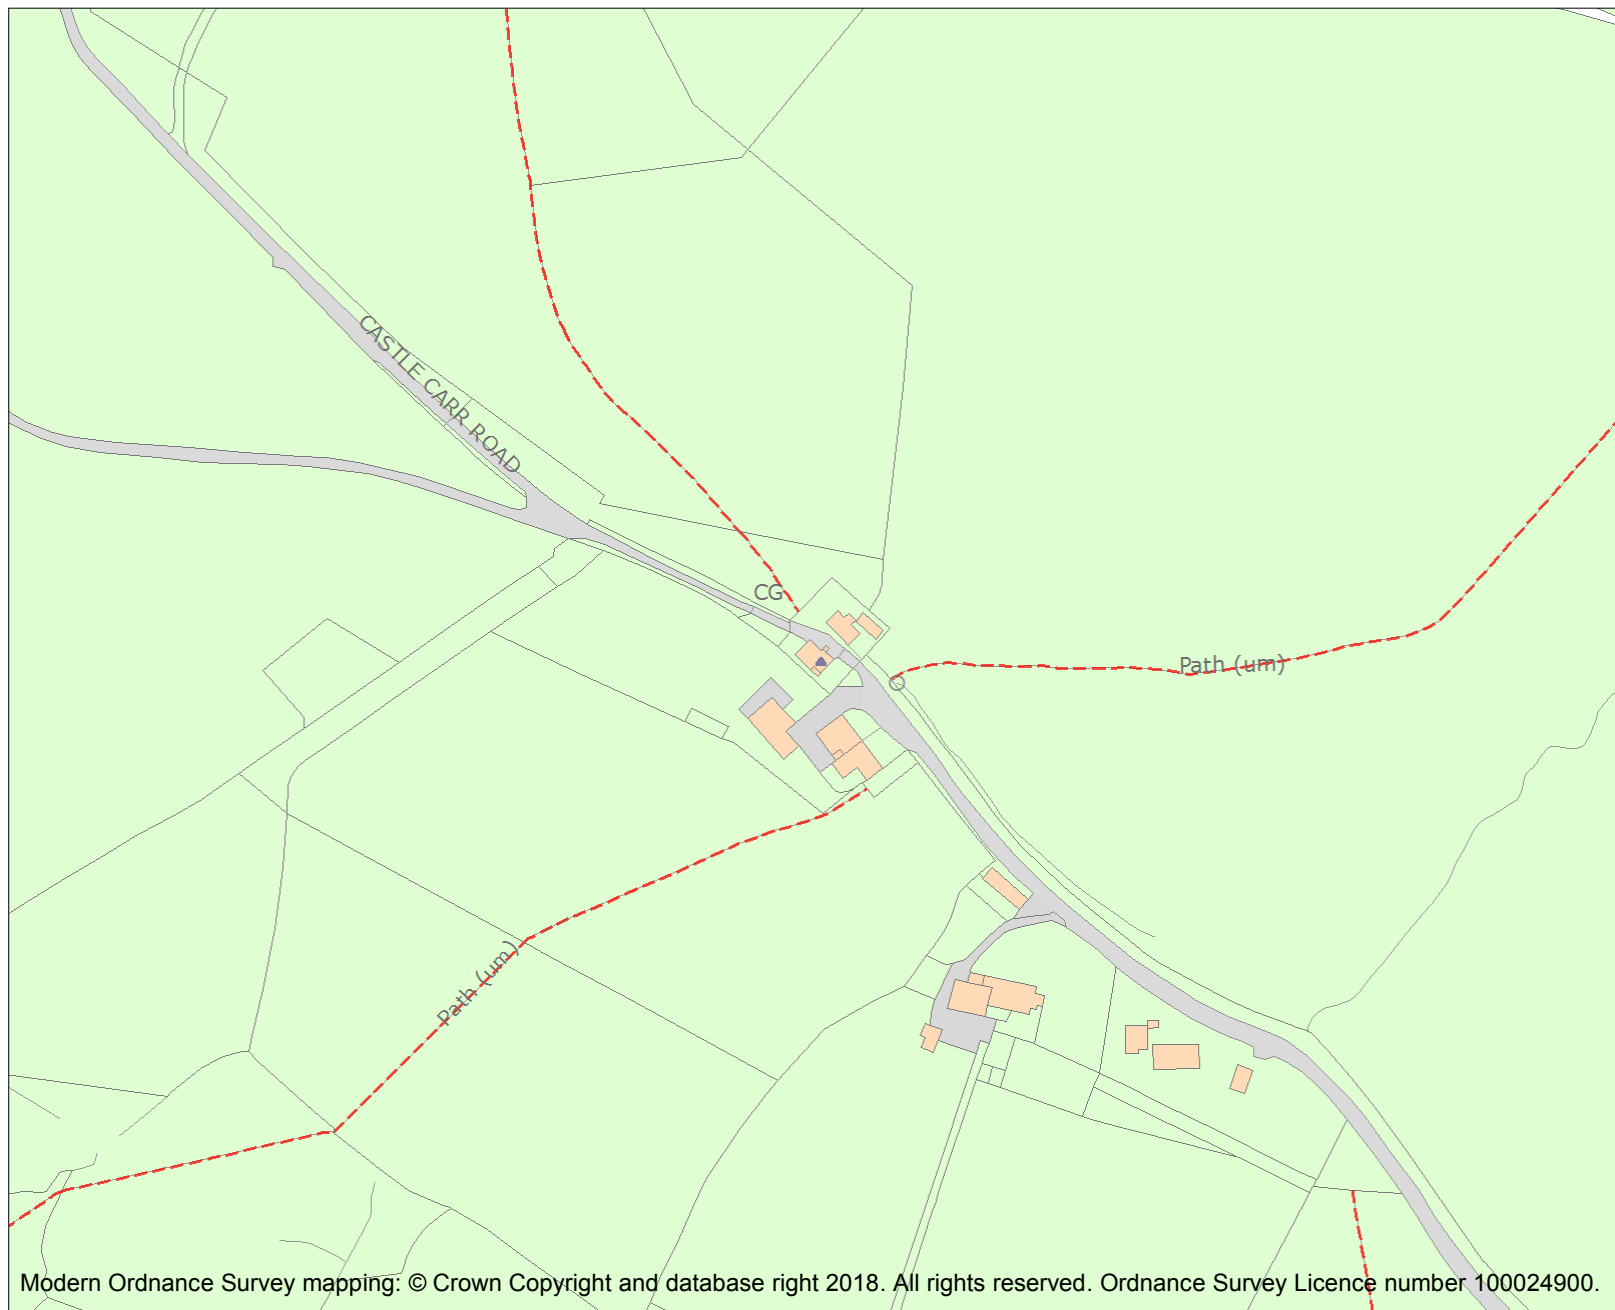 CASTLE CARR ROAD
CG
Path (um)
Path (um)
Modern Ordnance Survey mapping: © Crown Copyright and database right 2018. All rights reserved. Ordnance Survey Licence number 100024900.